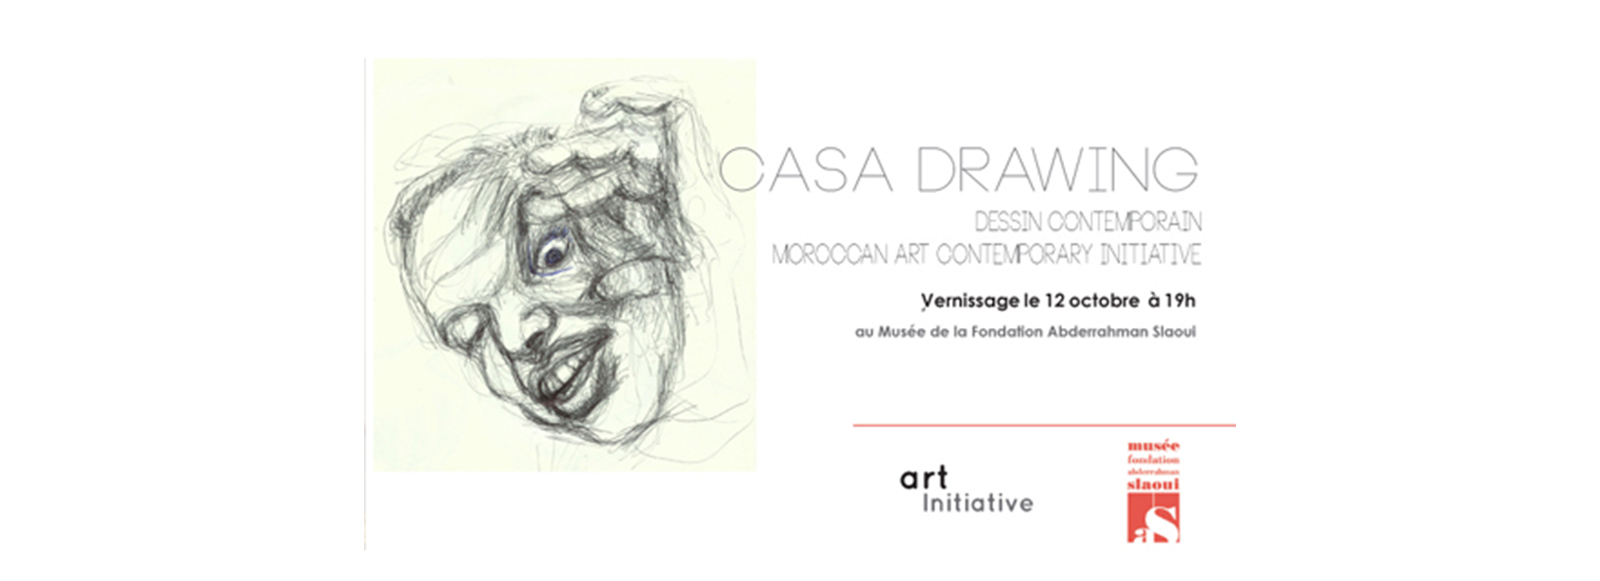 CASA DRAWING
DESSIN CONTEMPORAIN
MOROCCAN ART CONTEMPORARY INITIATIVE
Vernissage le 12 octobre à 19h
au Musée de la Fondation Abderrahman Slaoui
art
Initiative
musée
fondation
abderrahman
slaoui
aS